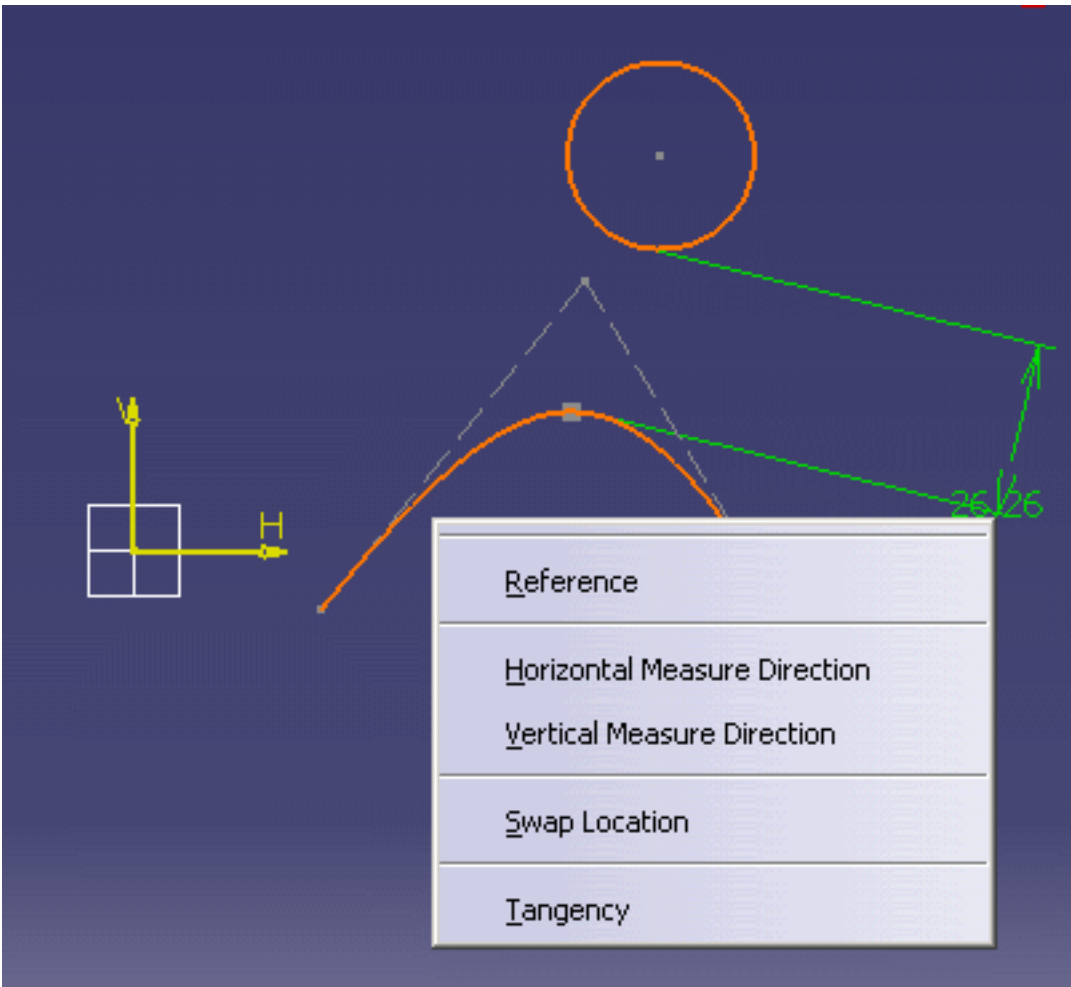 V
H
26,26
Reference
Horizontal Measure Direction
Vertical Measure Direction
Swap Location
Tangency